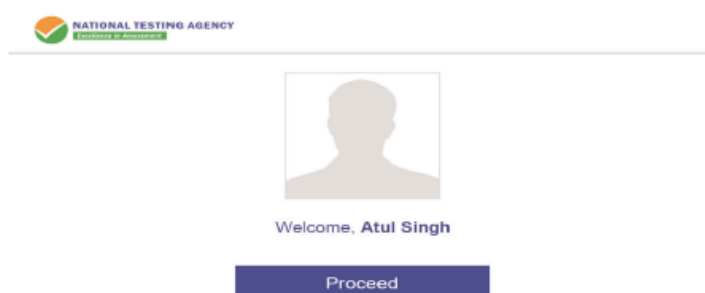 NATIONAL TESTING AGENCY
Excellence in Assessment
Welcome, Atul Singh
Proceed